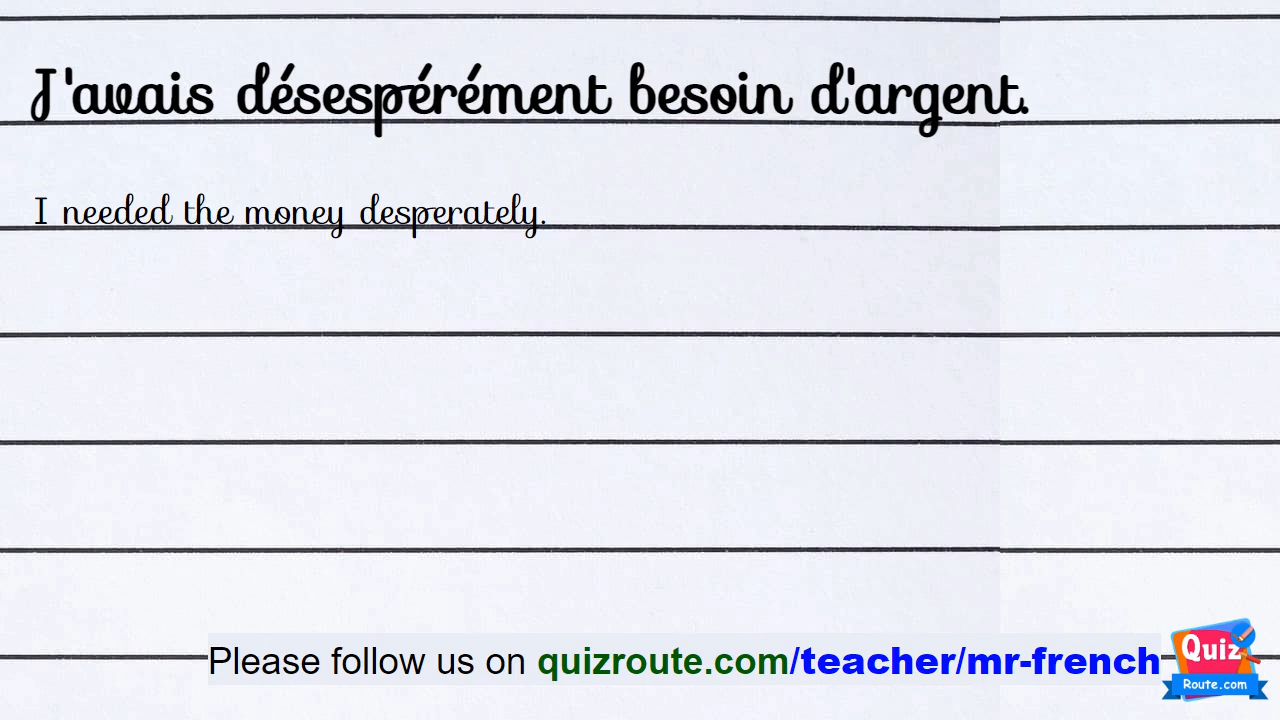 J'avais désespérément besoin d'argent.
I needed the money desperately.
Please follow us on quizroute.com/teacher/mr-french
Quiz
Route.com